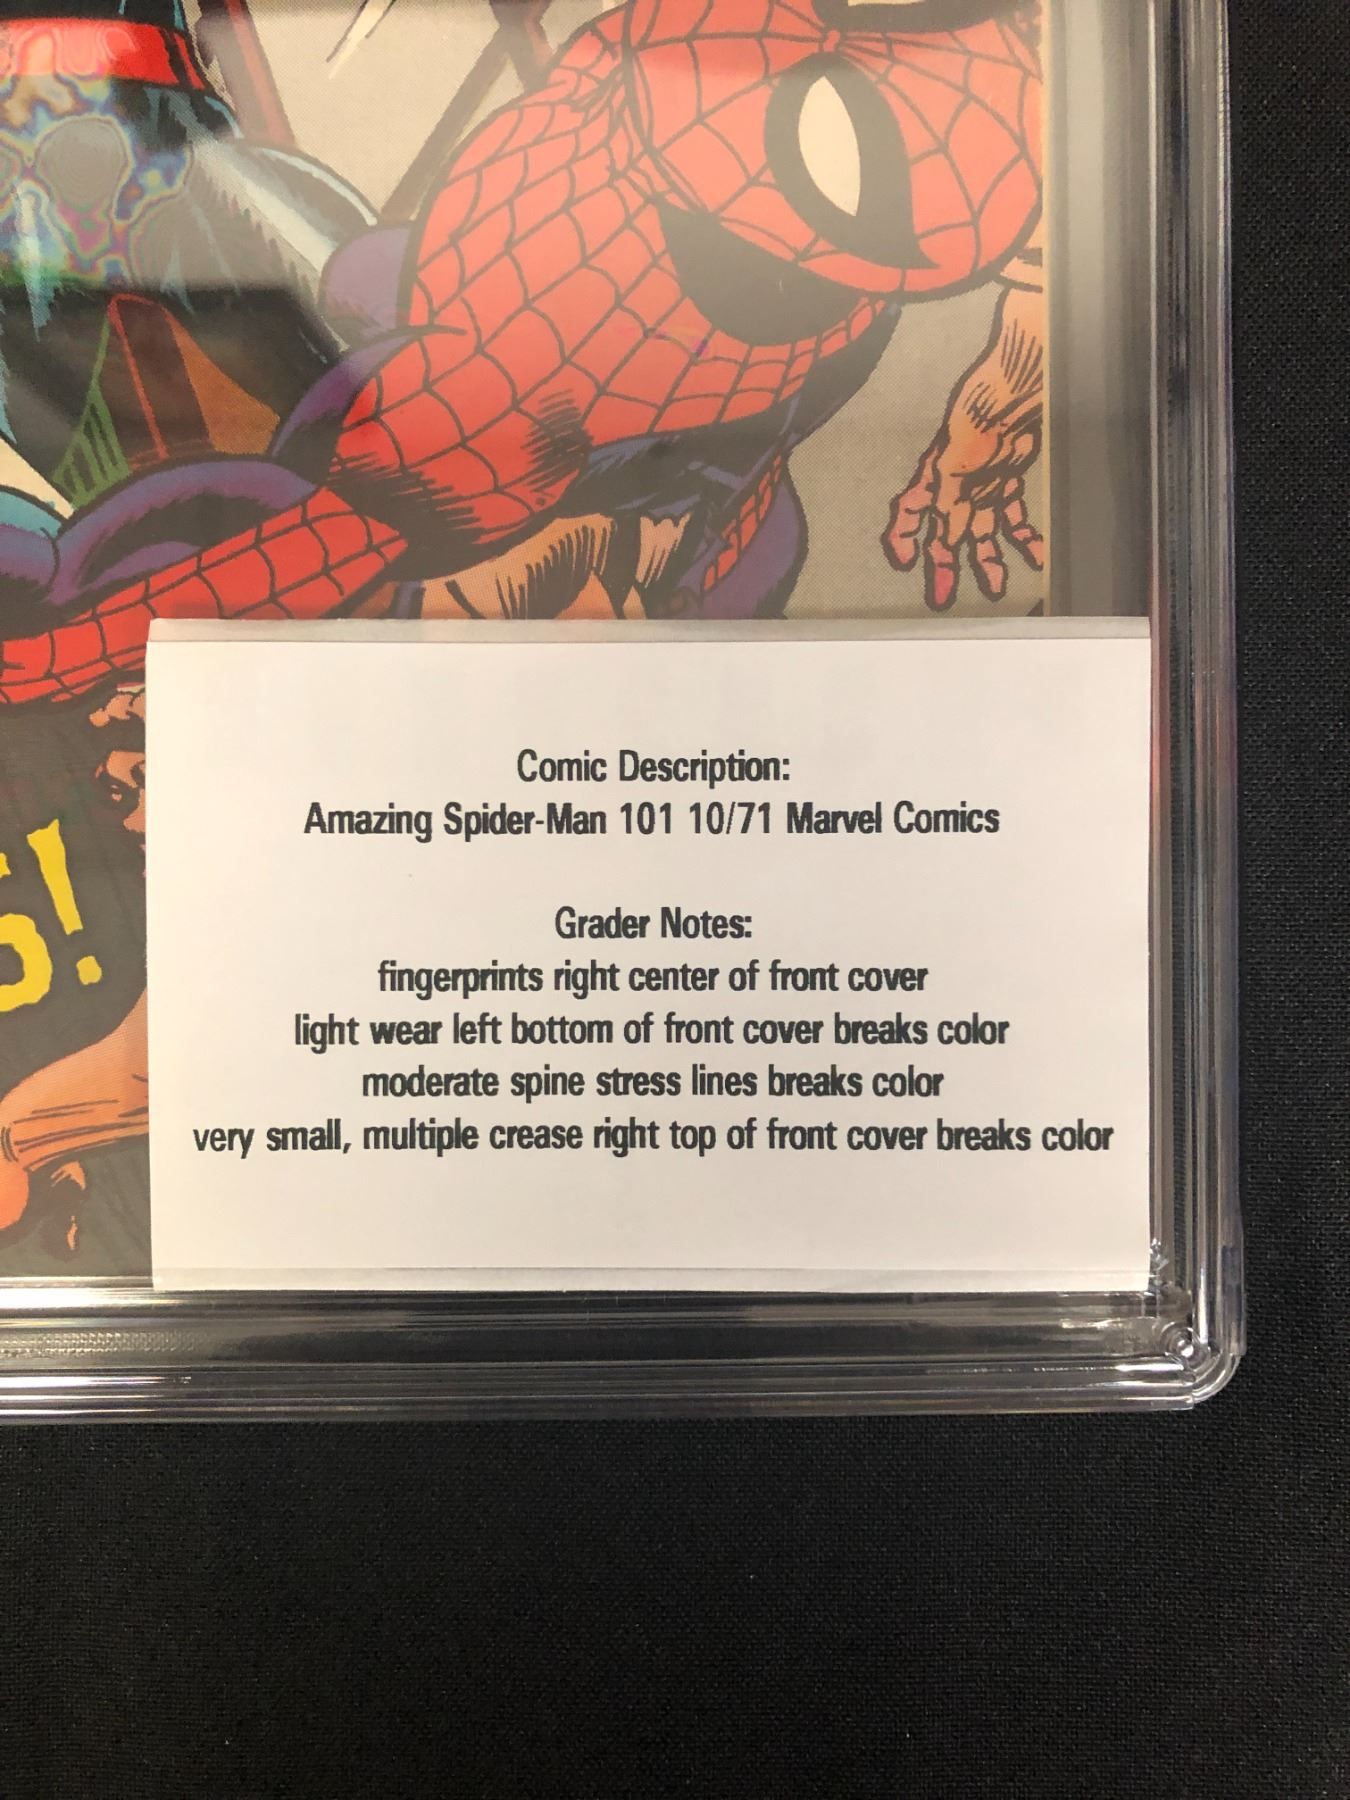 S!
Comic Description:
Amazing Spider-Man 101 10/71 Marvel Comics
Grader Notes:
fingerprints right center of front cover
light wear left bottom of front cover breaks color
moderate spine stress lines breaks color
very small, multiple crease right top of front cover breaks color